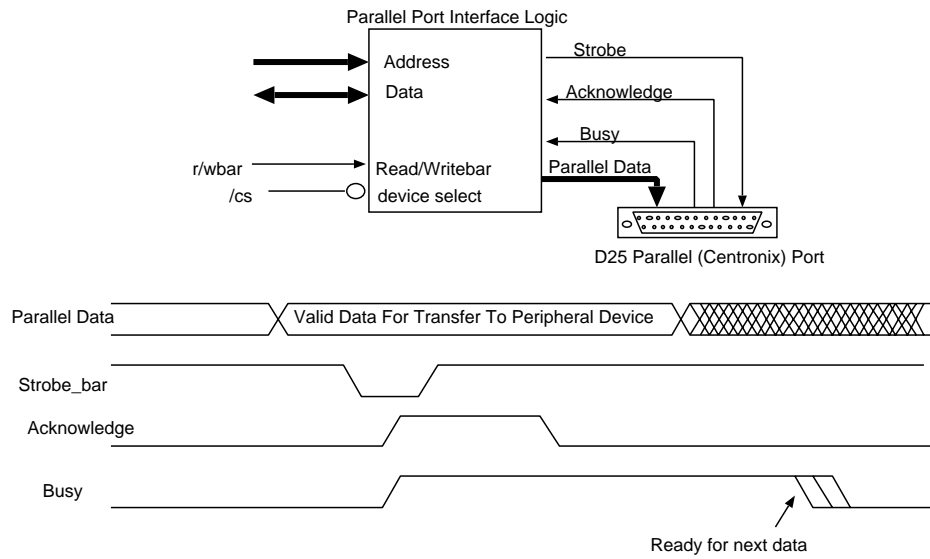 Parallel Port Interface Logic
Address
Strobe
Data
Acknowledge
Busy
r/wbar
Read/Writebar
Parallel Data
/cs
device select
D25 Parallel (Centronix) Port
Parallel Data
Valid Data For Transfer To Peripheral Device
Strobe_bar
Acknowledge
Busy
Ready for next data